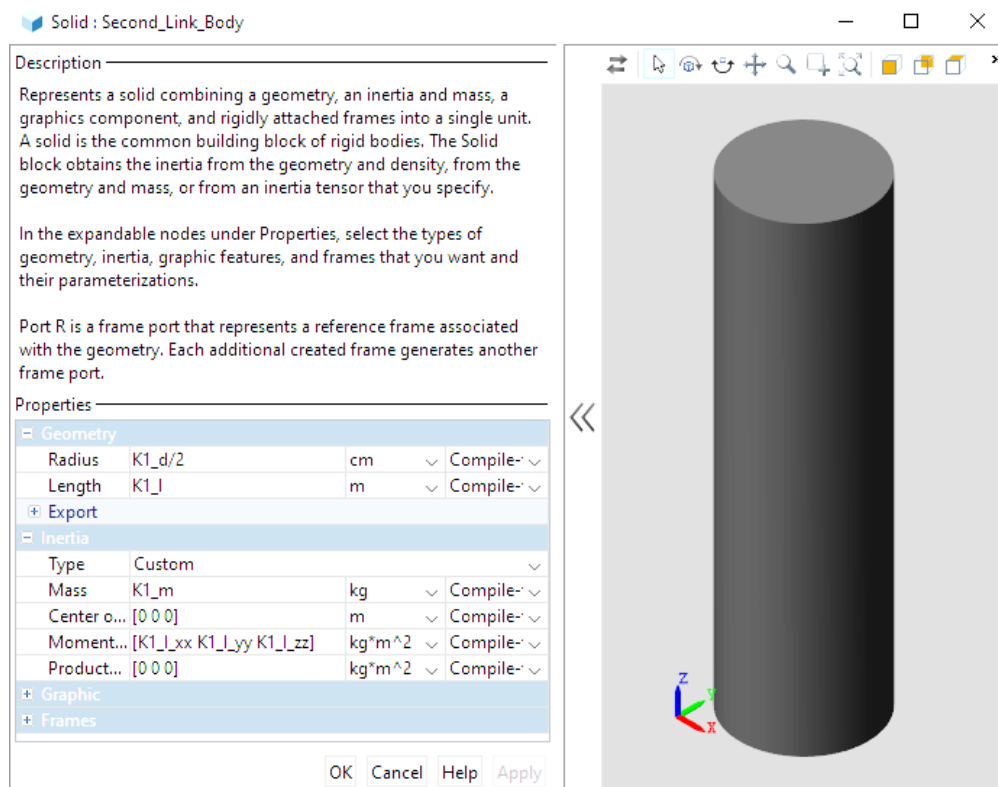 Solid : Second_Link_Body
Description
Represents a solid combining a geometry, an inertia and mass, a
graphics component, and rigidly attached frames into a single unit.
A solid is the common building block of rigid bodies. The Solid
block obtains the inertia from the geometry and density, from the
geometry and mass, or from an inertia tensor that you specify.
In the expandable nodes under Properties, select the types of
geometry, inertia, graphic features, and frames that you want and
their parameterizations.
Port R is a frame port that represents a reference frame associated
with the geometry. Each additional created frame generates another
frame port.
Properties
Geometry
Radius K1_d/2 cm Compile-
Length K1_l m Compile-
Export
Inertia
Type Custom
Mass K1_m kg Compile-
Center o... [0 0 0] m Compile-
Moment... [K1_I_xx K1_I_yy K1_I_zz] kg*m^2 Compile-
Product... [0 0 0] kg*m^2 Compile-
Graphic
Frames
OK Cancel Help Apply
Z
Y
X